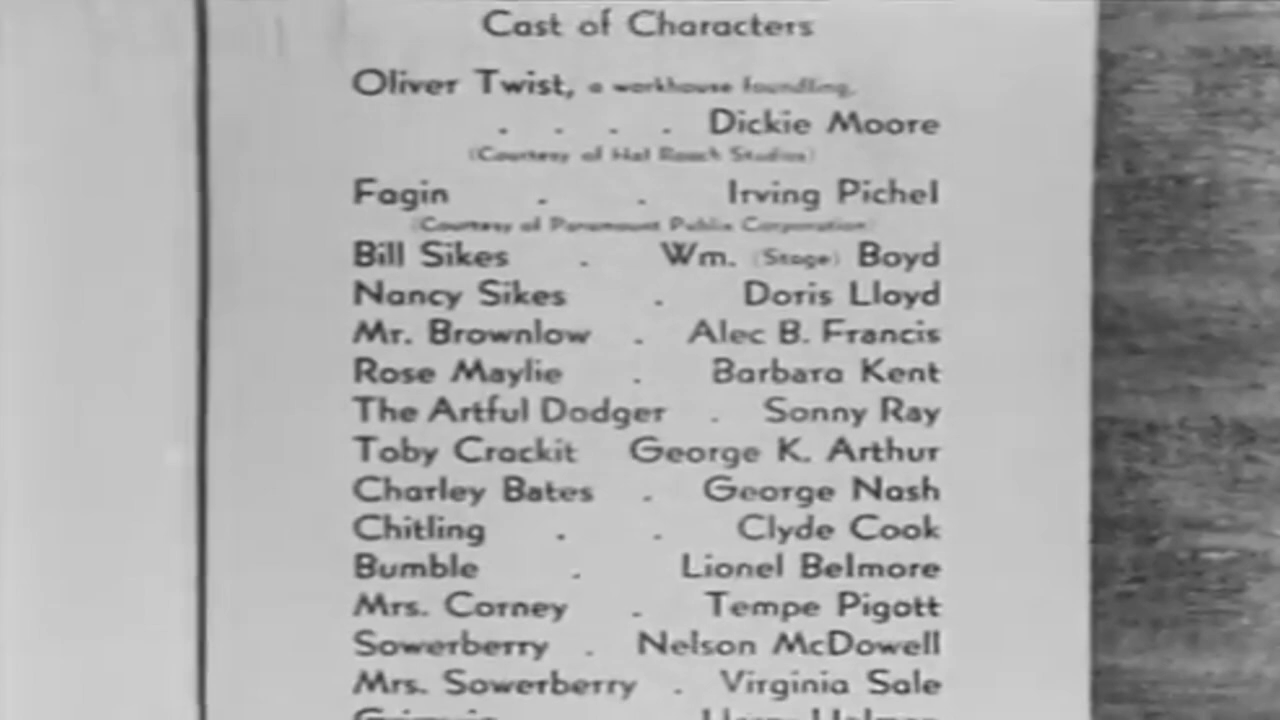 Cast of Characters
Oliver Twist, a workhouse foundling,
. . . . Dickie Moore
(Courtesy of Hal Roach Studios)
Fagin . . Irving Pichel
(Courtesy of Paramount Publix Corporation)
Bill Sikes . Wm. (Stage) Boyd
Nancy Sikes . Doris Lloyd
Mr. Brownlow . Alec B. Francis
Rose Maylie . Barbara Kent
The Artful Dodger . Sonny Ray
Toby Crackit George K. Arthur
Charley Bates . George Nash
Chitling . . Clyde Cook
Bumble . Lionel Belmore
Mrs. Corney . Tempe Pigott
Sowerberry . Nelson McDowell
Mrs. Sowerberry . Virginia Sale